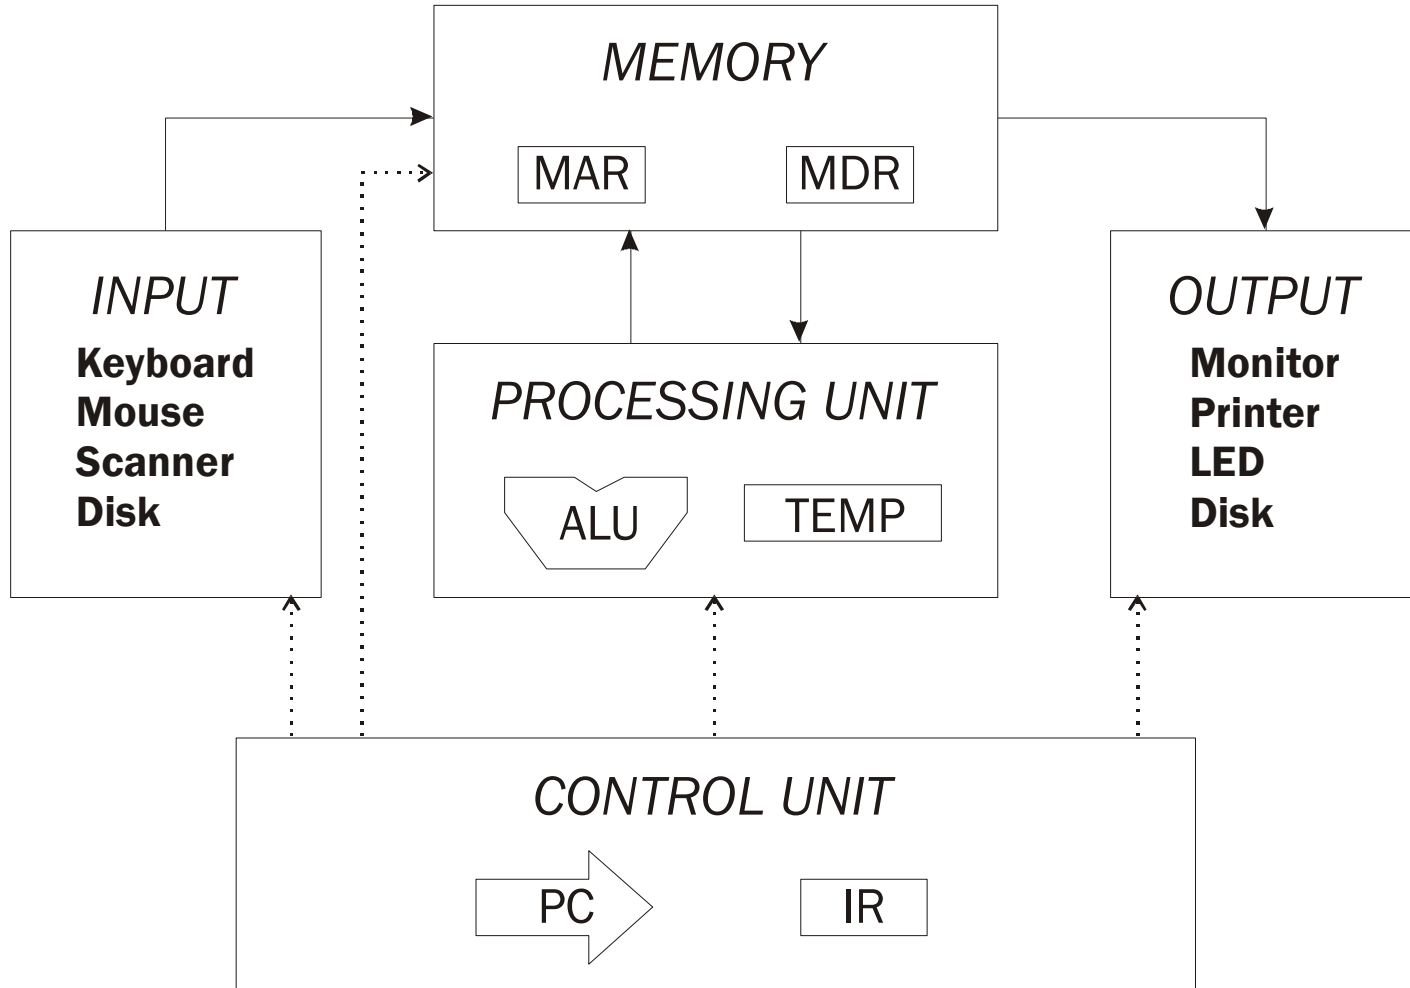 MEMORY
MAR
MDR
INPUT
Keyboard
Mouse
Scanner
Disk
PROCESSING UNIT
ALU
TEMP
OUTPUT
Monitor
Printer
LED
Disk
CONTROL UNIT
PC
IR